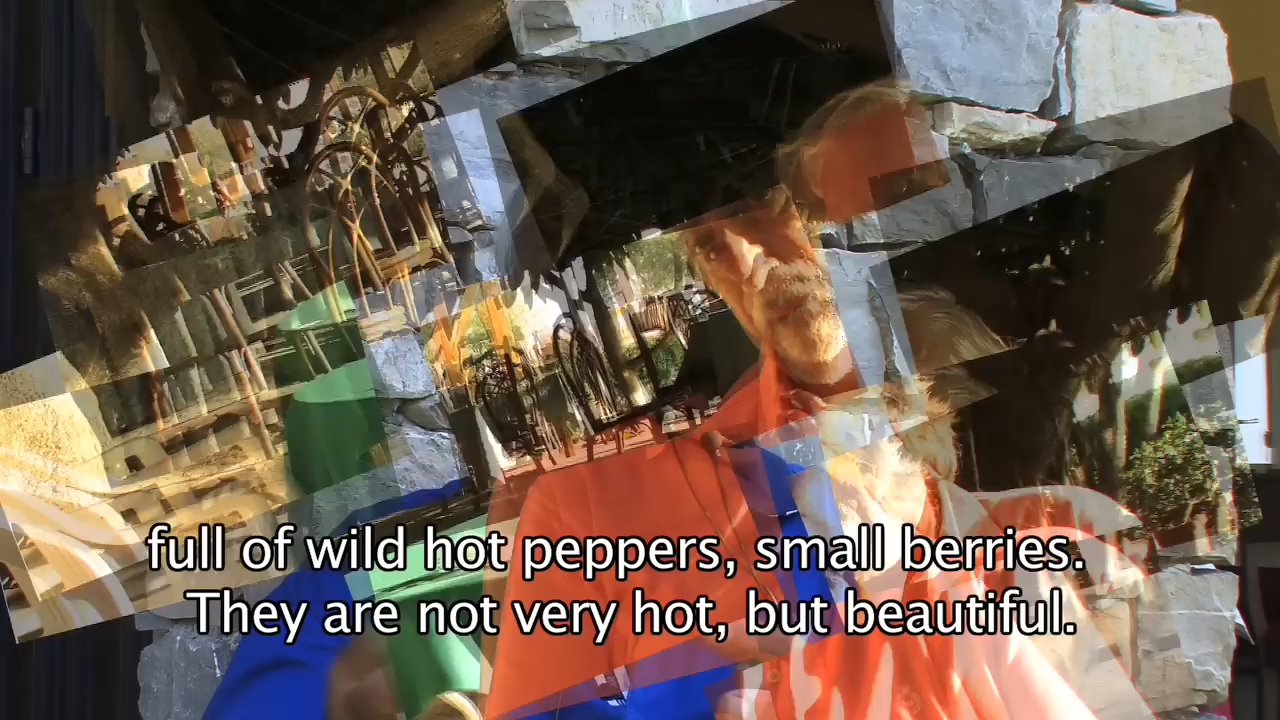 full of wild hot peppers, small berries.
They are not very hot, but beautiful.